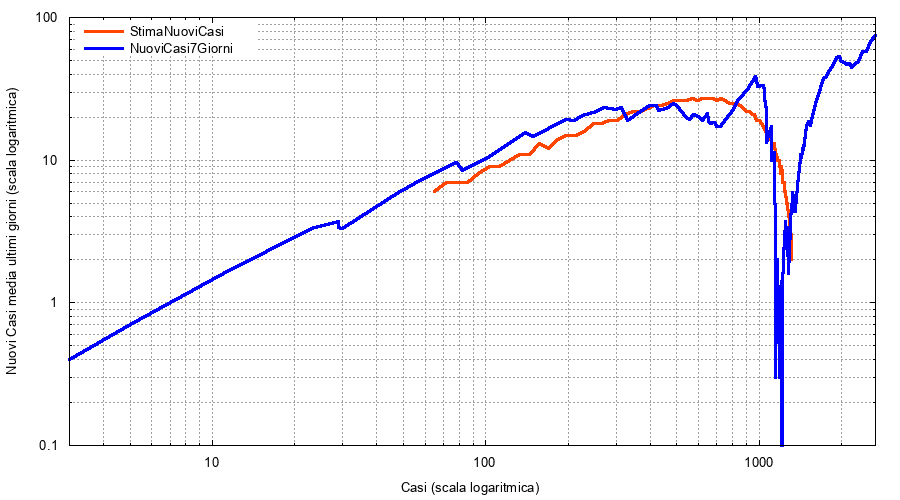 100
StimaNuoviCasi
NuoviCasi7Giorni
10
1
0.1
Nuovi Casi media ultimi giorni (scala logaritmica)
10
100
1000
Casi (scala logaritmica)